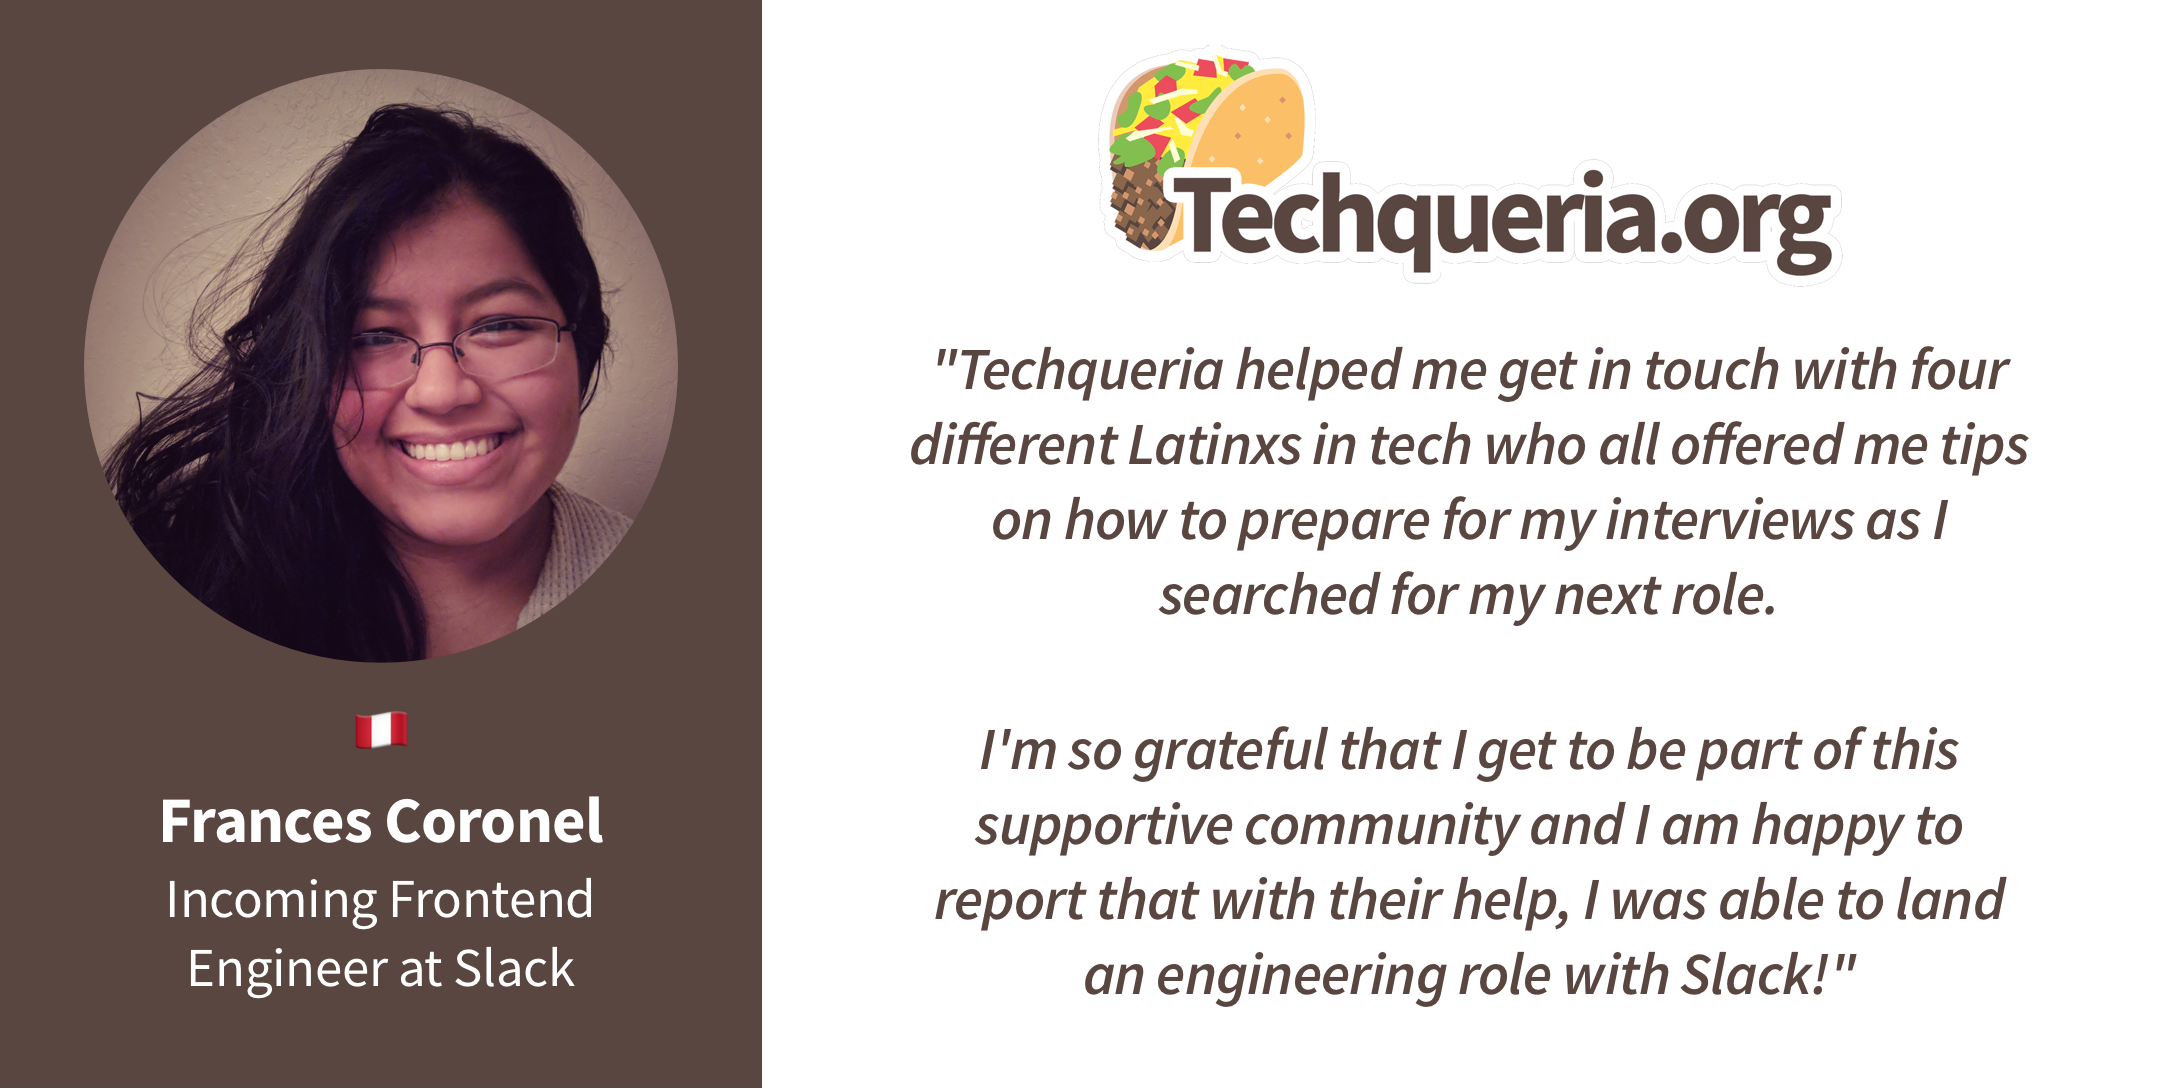 Frances Coronel
Incoming Frontend
Engineer at Slack
Techqueria.org
"Techqueria helped me get in touch with four
different Latinxs in tech who all offered me tips
on how to prepare for my interviews as I
searched for my next role.
I'm so grateful that I get to be part of this
supportive community and I am happy to
report that with their help, I was able to land
an engineering role with Slack!"